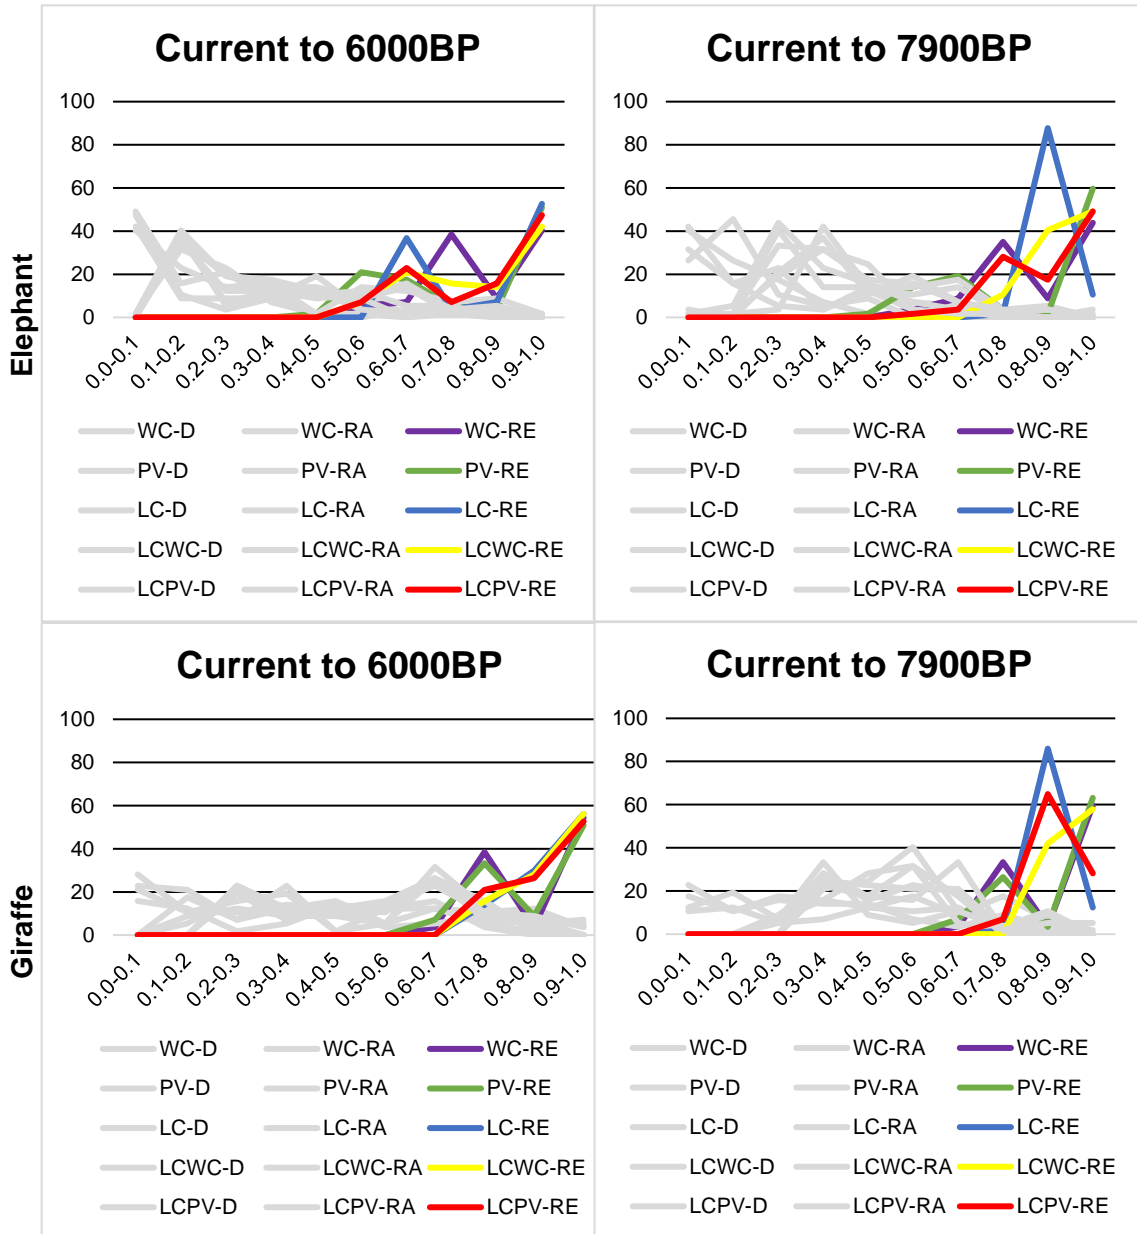 Elephant
Current to 6000BP
100
80
60
40
20
0
0.0-0.1 0.1-0.2 0.2-0.3 0.3-0.4 0.4-0.5 0.5-0.6 0.6-0.7 0.7-0.8 0.8-0.9 0.9-1.0
WC-D WC-RA WC-RE
PV-D PV-RA PV-RE
LC-D LC-RA LC-RE
LCWC-D LCWC-RA LCWC-RE
LCPV-D LCPV-RA LCPV-RE
Current to 7900BP
100
80
60
40
20
0
0.0-0.1 0.1-0.2 0.2-0.3 0.3-0.4 0.4-0.5 0.5-0.6 0.6-0.7 0.7-0.8 0.8-0.9 0.9-1.0
WC-D WC-RA WC-RE
PV-D PV-RA PV-RE
LC-D LC-RA LC-RE
LCWC-D LCWC-RA LCWC-RE
LCPV-D LCPV-RA LCPV-RE
Giraffe
Current to 6000BP
100
80
60
40
20
0
0.0-0.1 0.1-0.2 0.2-0.3 0.3-0.4 0.4-0.5 0.5-0.6 0.6-0.7 0.7-0.8 0.8-0.9 0.9-1.0
WC-D WC-RA WC-RE
PV-D PV-RA PV-RE
LC-D LC-RA LC-RE
LCWC-D LCWC-RA LCWC-RE
LCPV-D LCPV-RA LCPV-RE
Current to 7900BP
100
80
60
40
20
0
0.0-0.1 0.1-0.2 0.2-0.3 0.3-0.4 0.4-0.5 0.5-0.6 0.6-0.7 0.7-0.8 0.8-0.9 0.9-1.0
WC-D WC-RA WC-RE
PV-D PV-RA PV-RE
LC-D LC-RA LC-RE
LCWC-D LCWC-RA LCWC-RE
LCPV-D LCPV-RA LCPV-RE